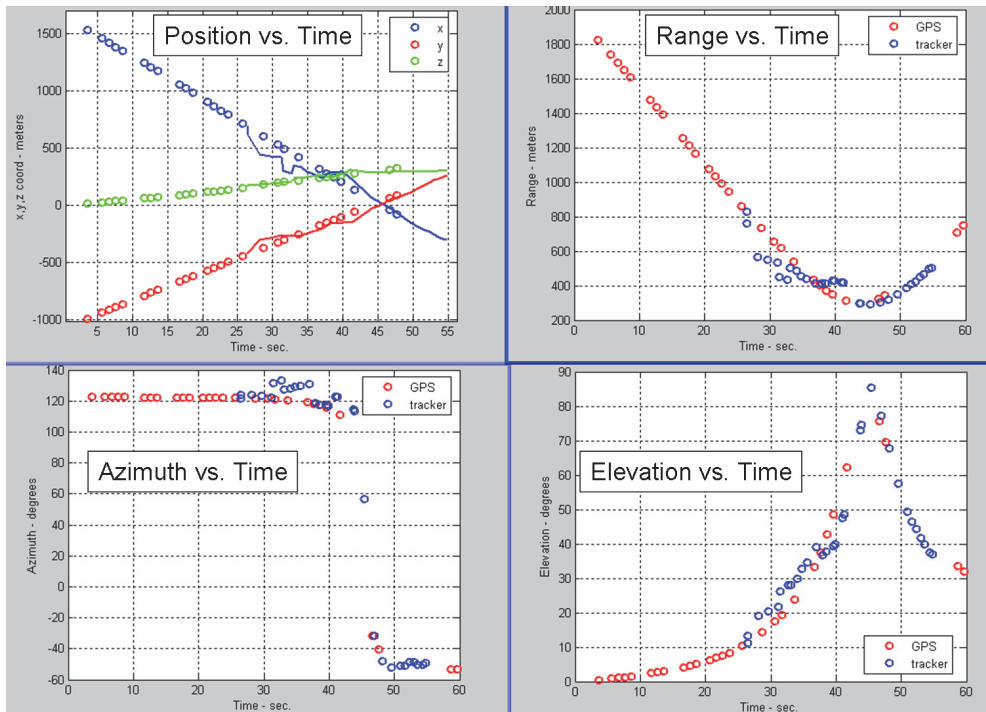 Position vs. Time
x
y
z
1500
1000
500
0
-500
-1000
x,y,z coord - meters
5 10 15 20 25 30 35 40 45 50 55
Time - sec.
Range vs. Time
GPS
tracker
2000
1800
1600
1400
1200
1000
800
600
400
200
Range - meters
0 10 20 30 40 50 60
Time - sec.
Azimuth vs. Time
GPS
tracker
140
120
100
80
60
40
20
0
-20
-40
-60
Azimuth - degrees
0 10 20 30 40 50 60
Time - sec.
Elevation vs. Time
90
80
70
60
50
40
30
20
10
0
Elevation - degrees
GPS
tracker
0 10 20 30 40 50 60
Time - sec.